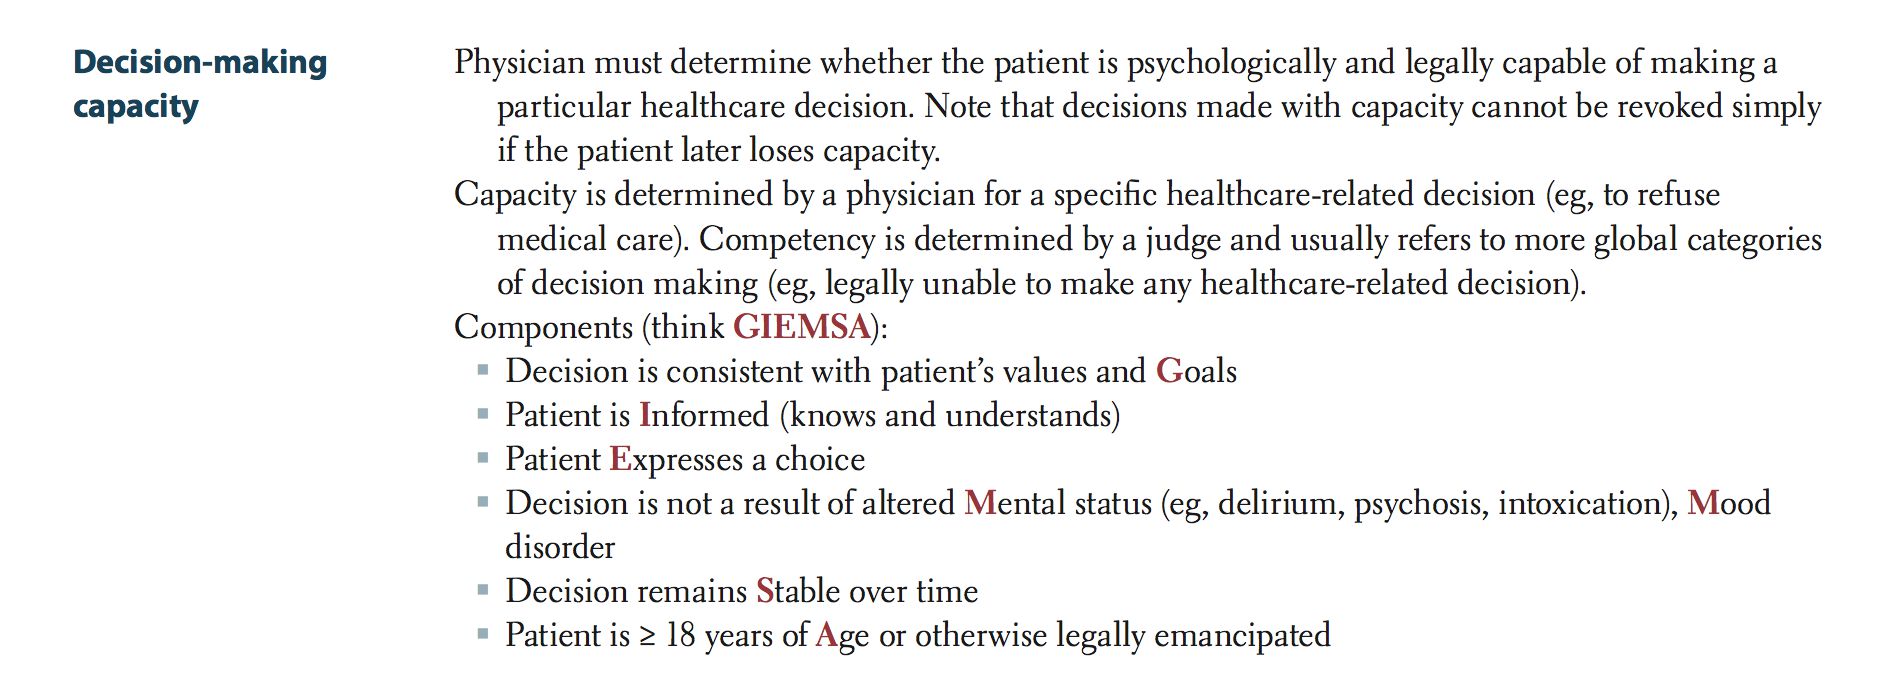 Decision-making
capacity
Physician must determine whether the patient is psychologically and legally capable of making a
particular healthcare decision. Note that decisions made with capacity cannot be revoked simply
if the patient later loses capacity.
Capacity is determined by a physician for a specific healthcare-related decision (eg, to refuse
medical care). Competency is determined by a judge and usually refers to more global categories
of decision making (eg, legally unable to make any healthcare-related decision).
Components (think GIEMSA):
▪ Decision is consistent with patient’s values and Goals
▪ Patient is Informed (knows and understands)
▪ Patient Expresses a choice
▪ Decision is not a result of altered Mental status (eg, delirium, psychosis, intoxication), Mood
disorder
▪ Decision remains Stable over time
▪ Patient is ≥ 18 years of Age or otherwise legally emancipated